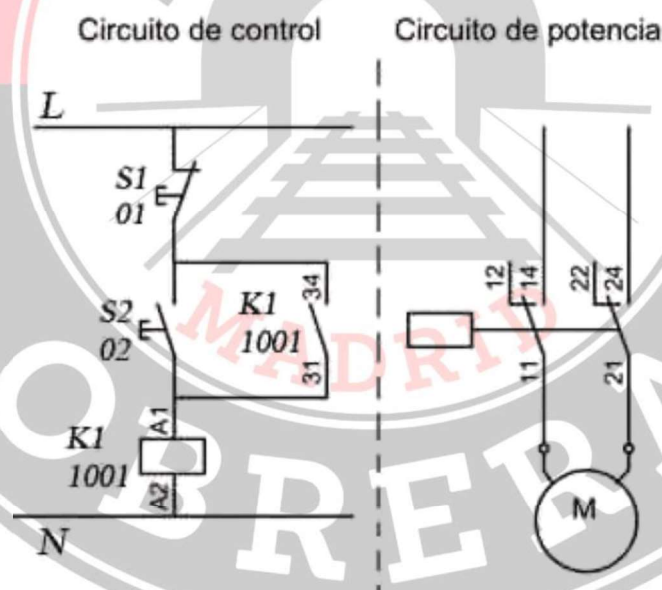 Circuito de control
Circuito de potencia
L
S1
01
S2
02
K1
1001
34
31
K1
1001
A1
A2
N
12
14
22
24
11
21
M
MADRID
OBRER